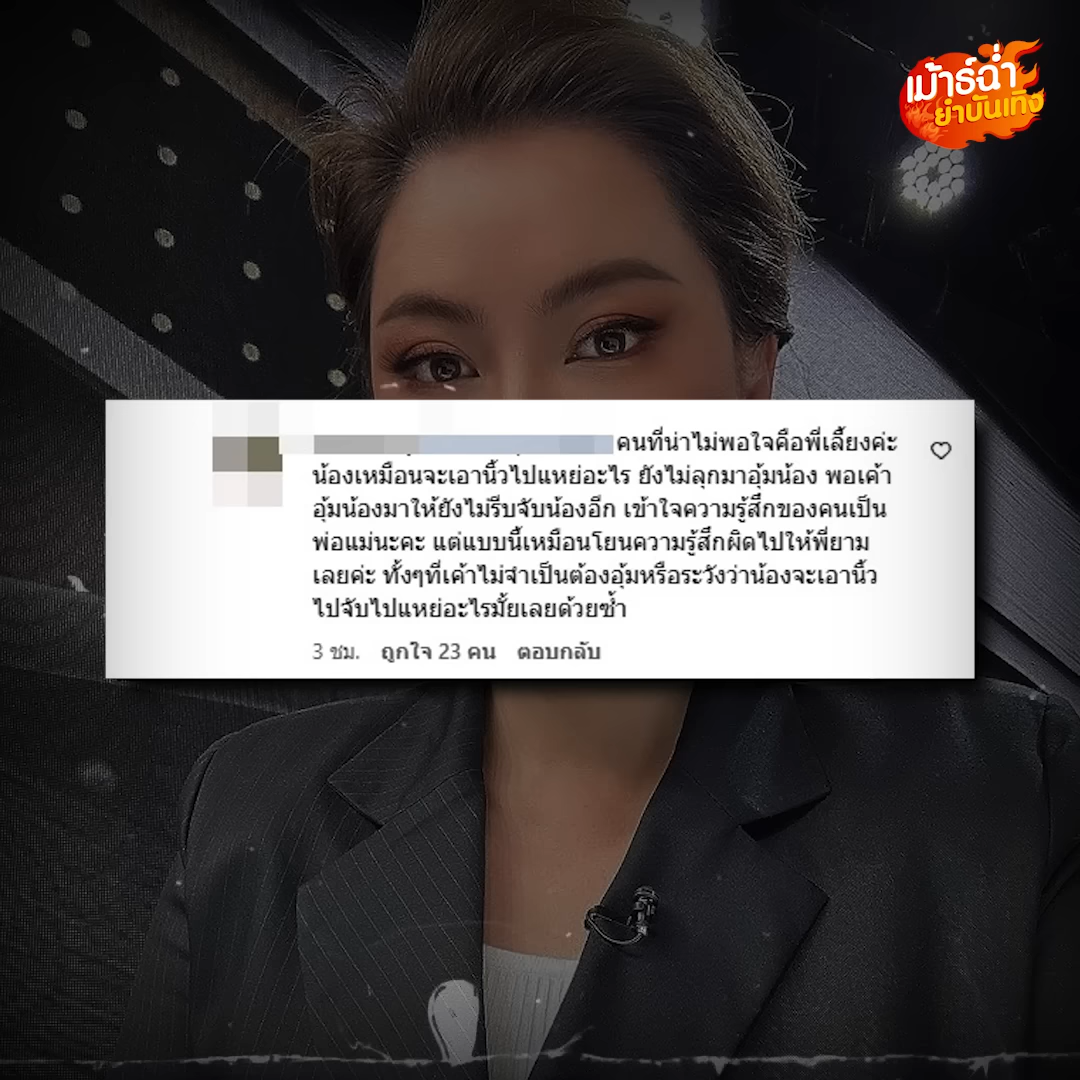 เม้าธ์ฉ่ำ
ยำบันเทิง
คนที่น่าไม่พอใจคือพี่เลี้ยงค่ะ
น้องเหมือนจะเอานิ้วไปแหย่อะไร ยังไม่ลุกมาอุ้มน้อง พอเค้า
อุ้มน้องมาให้ยังไม่รีบจับน้องอีก เข้าใจความรู้สึกของคนเป็น
พ่อแม่นะคะ แต่แบบนี้เหมือนโยนความรู้สึกผิดไปให้พี่ยาม
เลยค่ะ ทั้งๆที่เค้าไม่จำเป็นต้องอุ้มหรือระวังว่าน้องจะเอานิ้ว
ไปจับไปแหย่อะไรมั้ยเลยด้วยซ้ำ
3 ชม. ถูกใจ 23 คน ตอบกลับ